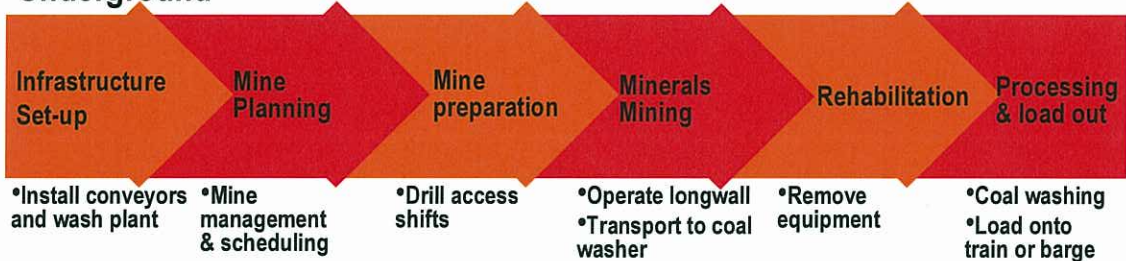 Underground
Infrastructure
Set-up
Mine
Planning
Mine
preparation
Minerals
Mining
Rehabilitation
Processing
& load out
•Install conveyors
and wash plant
•Mine
management
& scheduling
•Drill access
shifts
•Operate longwall
•Transport to coal
washer
•Remove
equipment
•Coal washing
•Load onto
train or barge